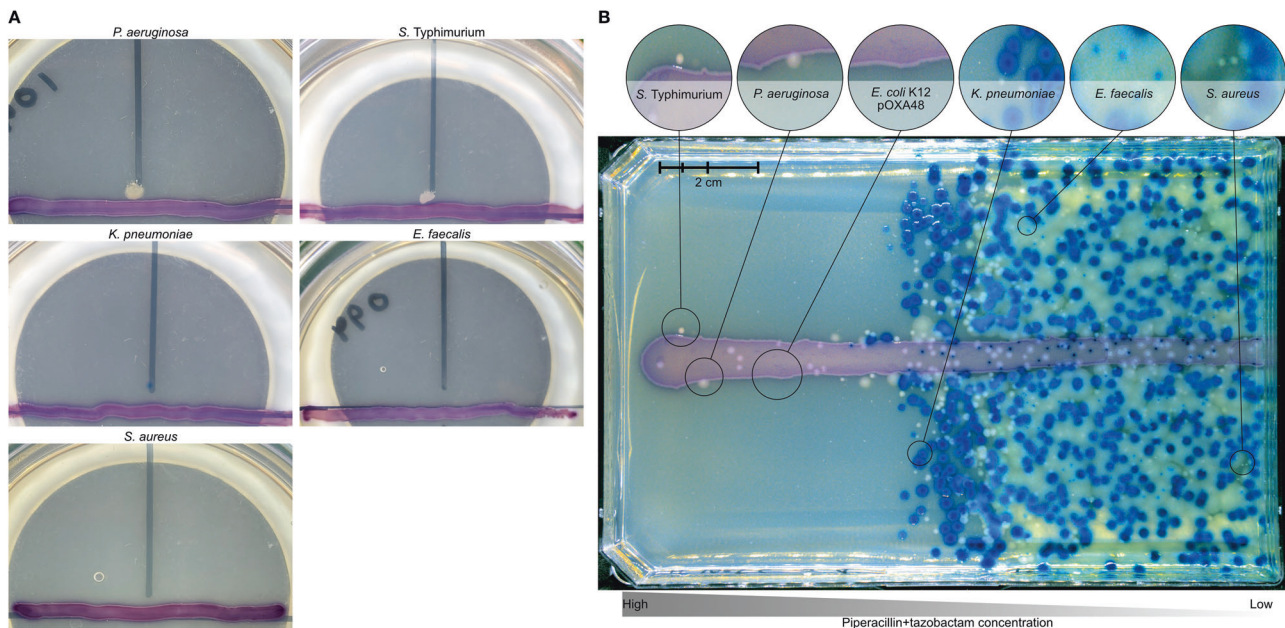 A
P. aeruginosa
S. Typhimurium
K. pneumoniae
E. faecalis
S. aureus
B
S. Typhimurium
P. aeruginosa
E. coli K12
pOXA48
K. pneumoniae
E. faecalis
S. aureus
2 cm
High
Low
Piperacillin+tazobactam concentration